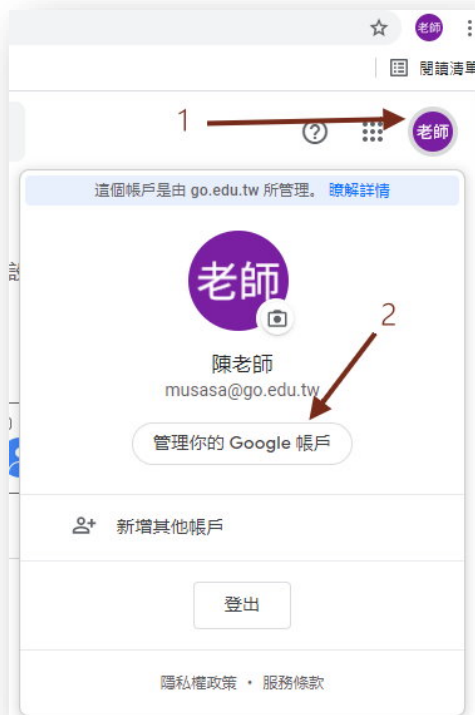 老師
閱讀清單
1
老師
這個帳戶是由 go.edu.tw 所管理。 瞭解詳情
老師
2
陳老師
musasa@go.edu.tw
管理你的 Google 帳戶
新增其他帳戶
登出
隱私權政策 • 服務條款